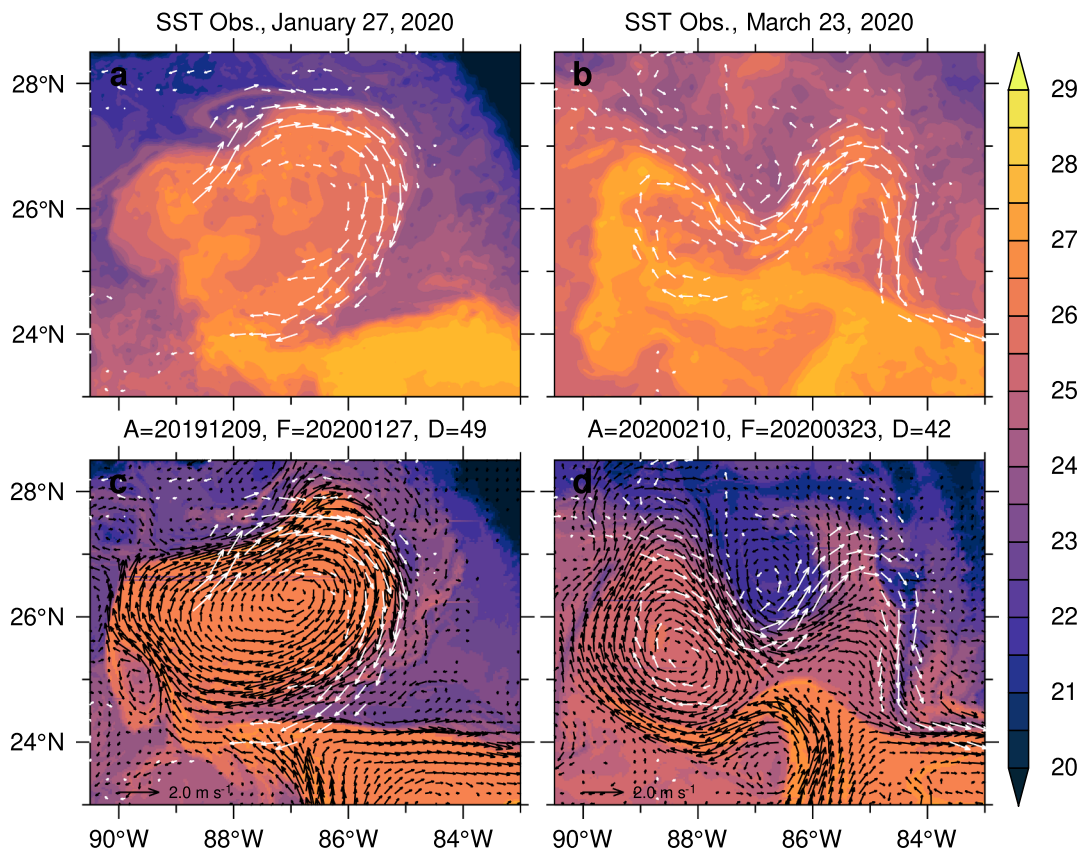 SST Obs., January 27, 2020
SST Obs., March 23, 2020
a
b
28°N
26°N
24°N
29
28
27
26
25
24
23
22
21
20
A=20191209, F=20200127, D=49
A=20200210, F=20200323, D=42
c
d
28°N
26°N
24°N
2.0 m s⁻¹
2.0 m s⁻¹
90°W
88°W
86°W
84°W
90°W
88°W
86°W
84°W